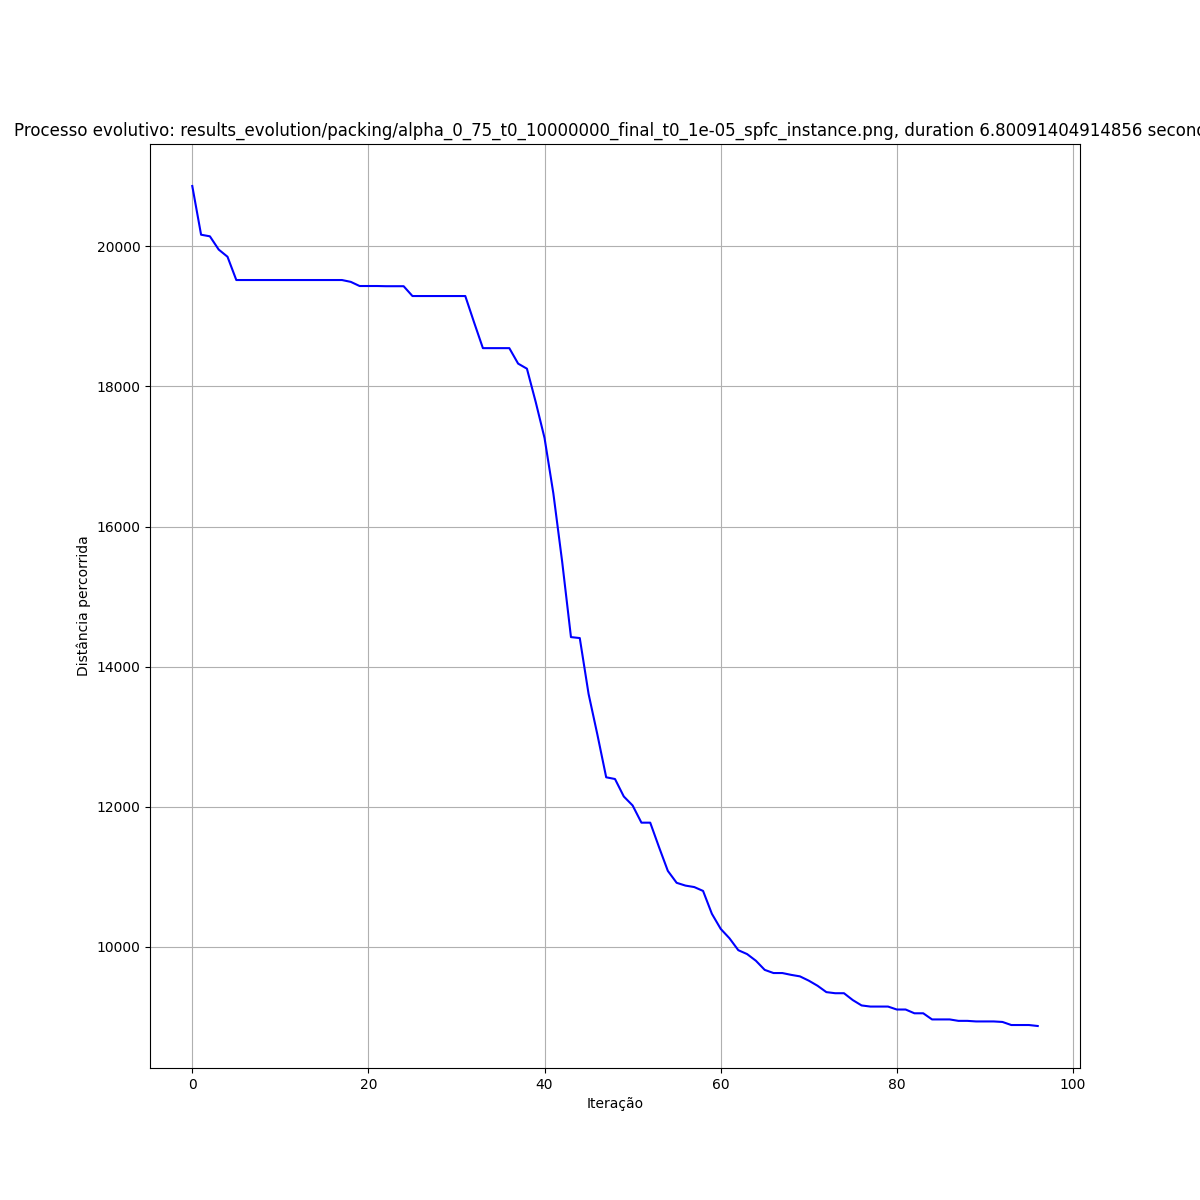 Processo evolutivo: results_evolution/packing/alpha_0_75_t0_10000000_final_t0_1e-05_spfc_instance.png, duration 6.80091404914856 secon
20000
18000
16000
14000
12000
10000
Distância percorrida
0 20 40 60 80 100
Iteração